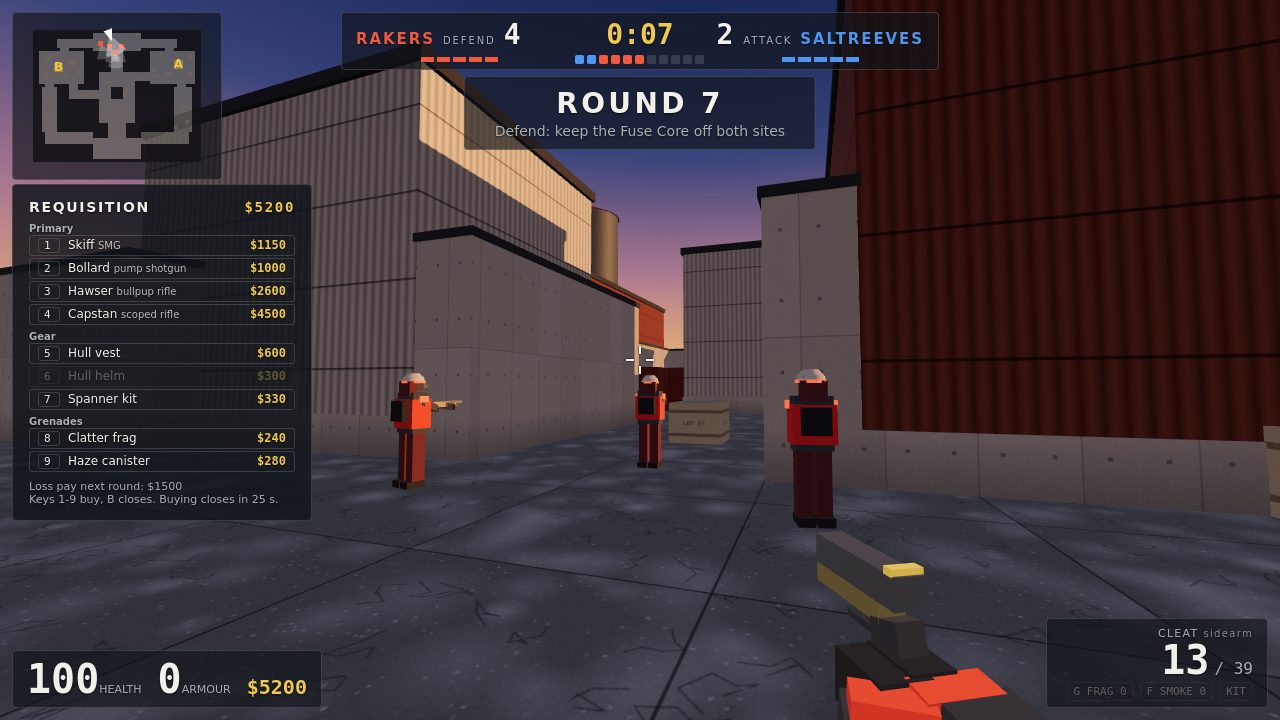 RAKERS DEFEND 4 0:07 2 ATTACK SALTREEVES
ROUND 7
Defend: keep the Fuse Core off both sites
B A
REQUISITION $5200
Primary
1 Skiff SMG $1150
2 Bollard pump shotgun $1000
3 Hawser bullpup rifle $2600
4 Capstan scoped rifle $4500
Gear
5 Hull vest $600
6 Hull helm $300
7 Spanner kit $330
Grenades
8 Clatter frag $240
9 Haze canister $280
Loss pay next round: $1500
Keys 1-9 buy, B closes. Buying closes in 25 s.
100 HEALTH 0 ARMOUR $5200
CLEAT sidearm
13 / 39
G FRAG 0 F SMOKE 0 KIT